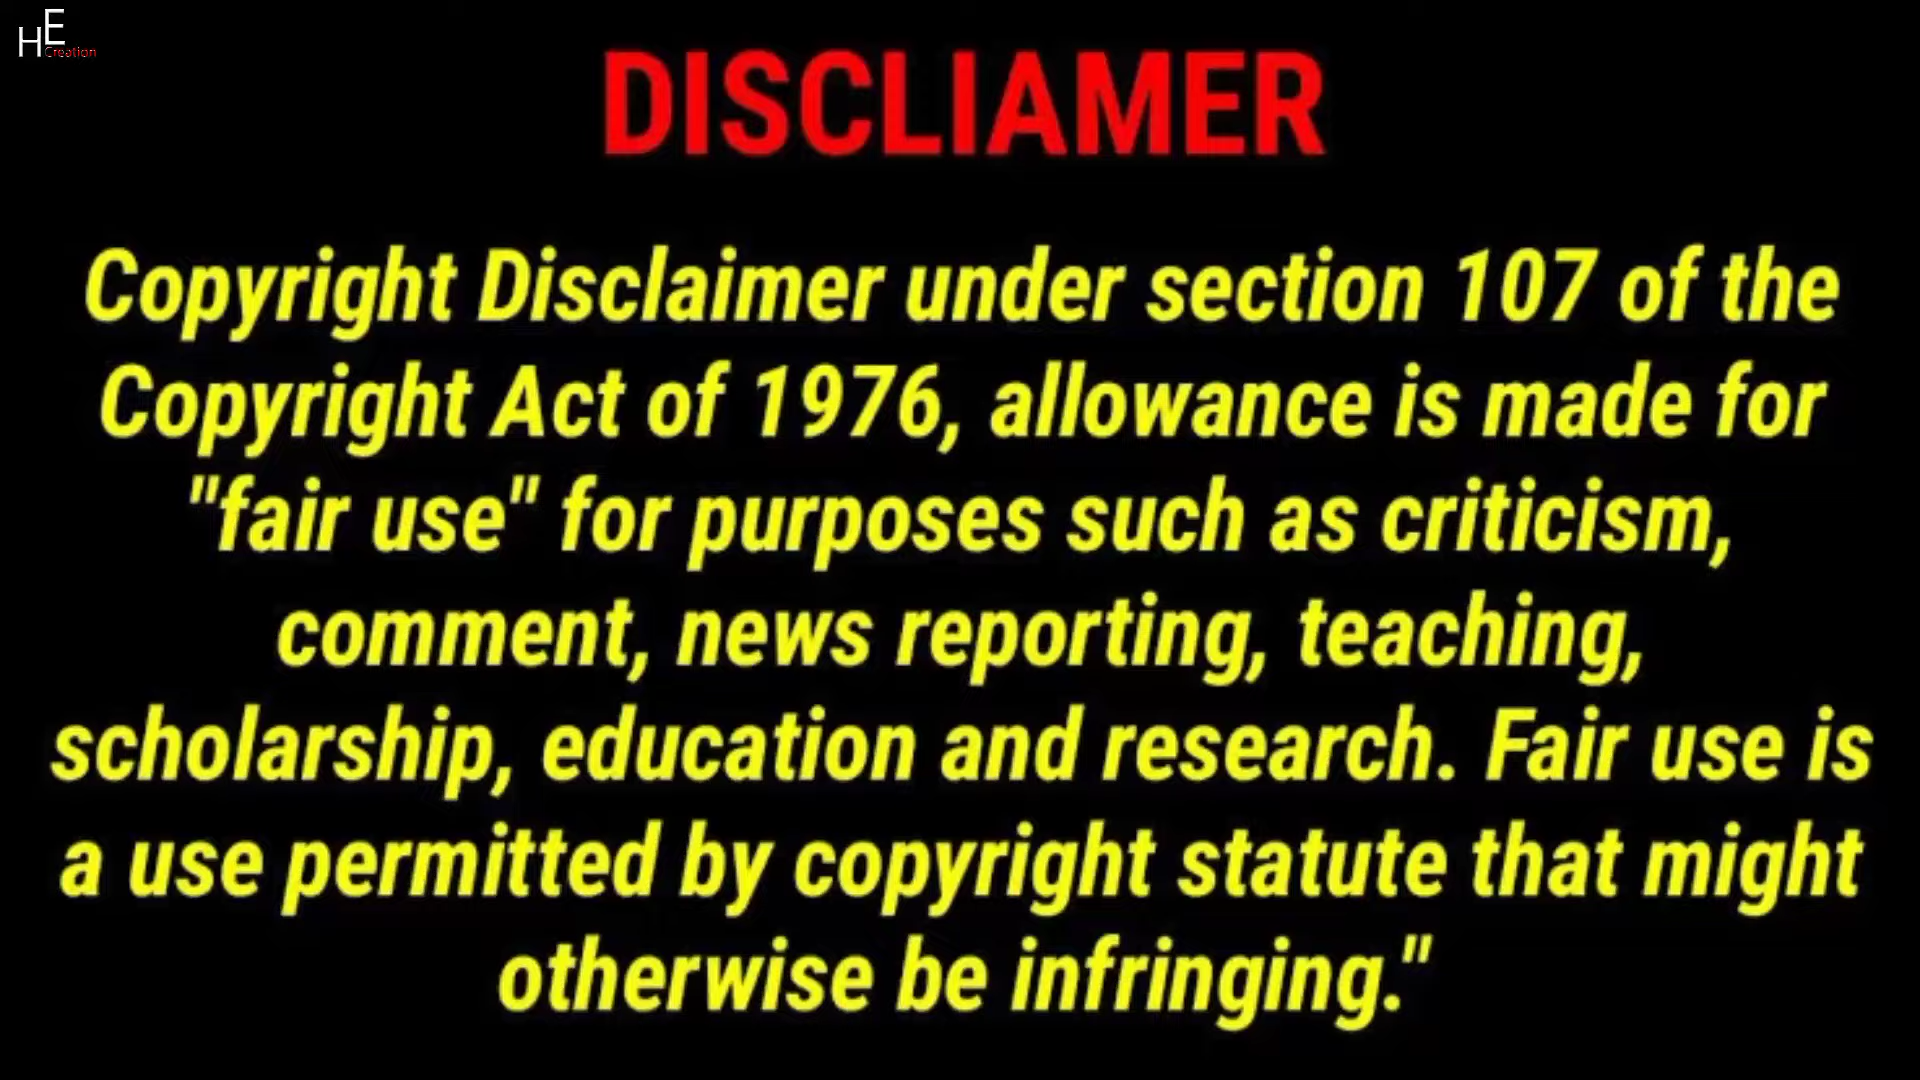 HE
Creation
DISCLIAMER
Copyright Disclaimer under section 107 of the
Copyright Act of 1976, allowance is made for
"fair use" for purposes such as criticism,
comment, news reporting, teaching,
scholarship, education and research. Fair use is
a use permitted by copyright statute that might
otherwise be infringing."